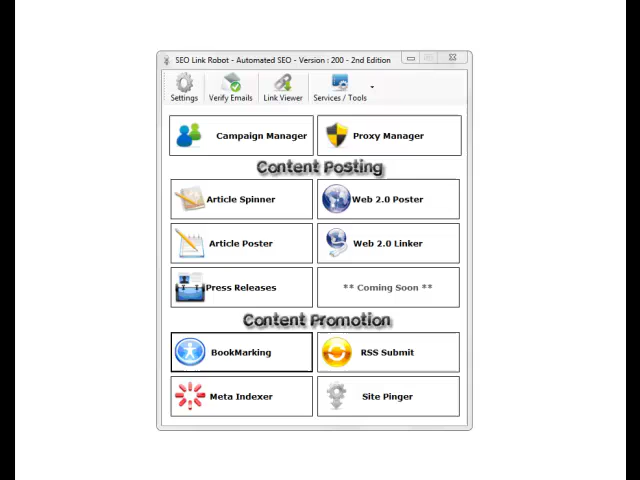 SEO Link Robot - Automated SEO - Version : 200 - 2nd Edition
Settings Verify Emails Link Viewer Services / Tools
Campaign Manager Proxy Manager
Content Posting
Article Spinner Web 2.0 Poster
Article Poster Web 2.0 Linker
Press Releases ** Coming Soon **
Content Promotion
BookMarking RSS Submit
Meta Indexer Site Pinger